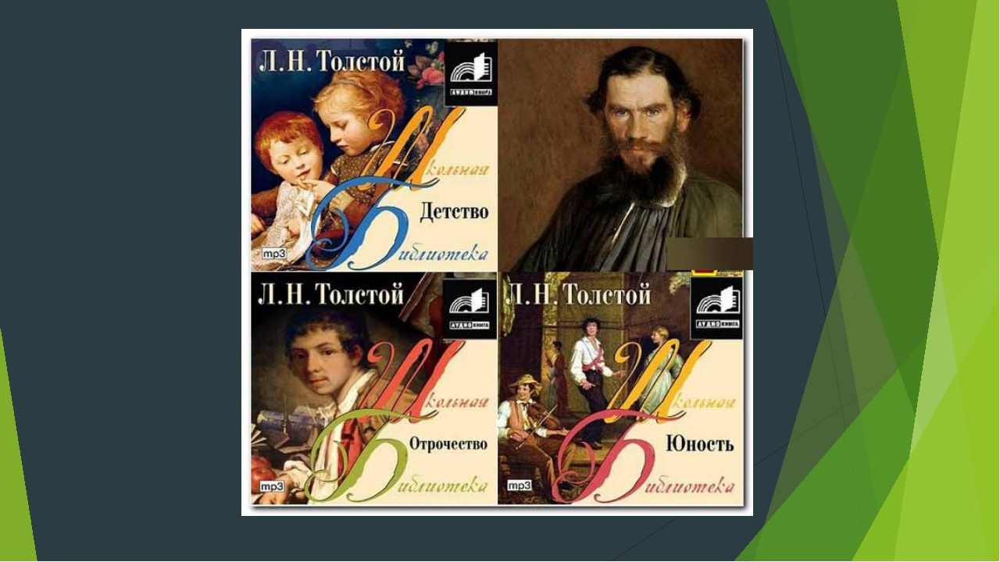 Л.Н.Толстой
АУДИОКНИГА
Школьная
Детство
Библиотека
mp3
Л.Н.Толстой
АУДИОКНИГА
Школьная
Отрочество
Библиотека
mp3
Л.Н.Толстой
АУДИОКНИГА
Школьная
Юность
Библиотека
mp3